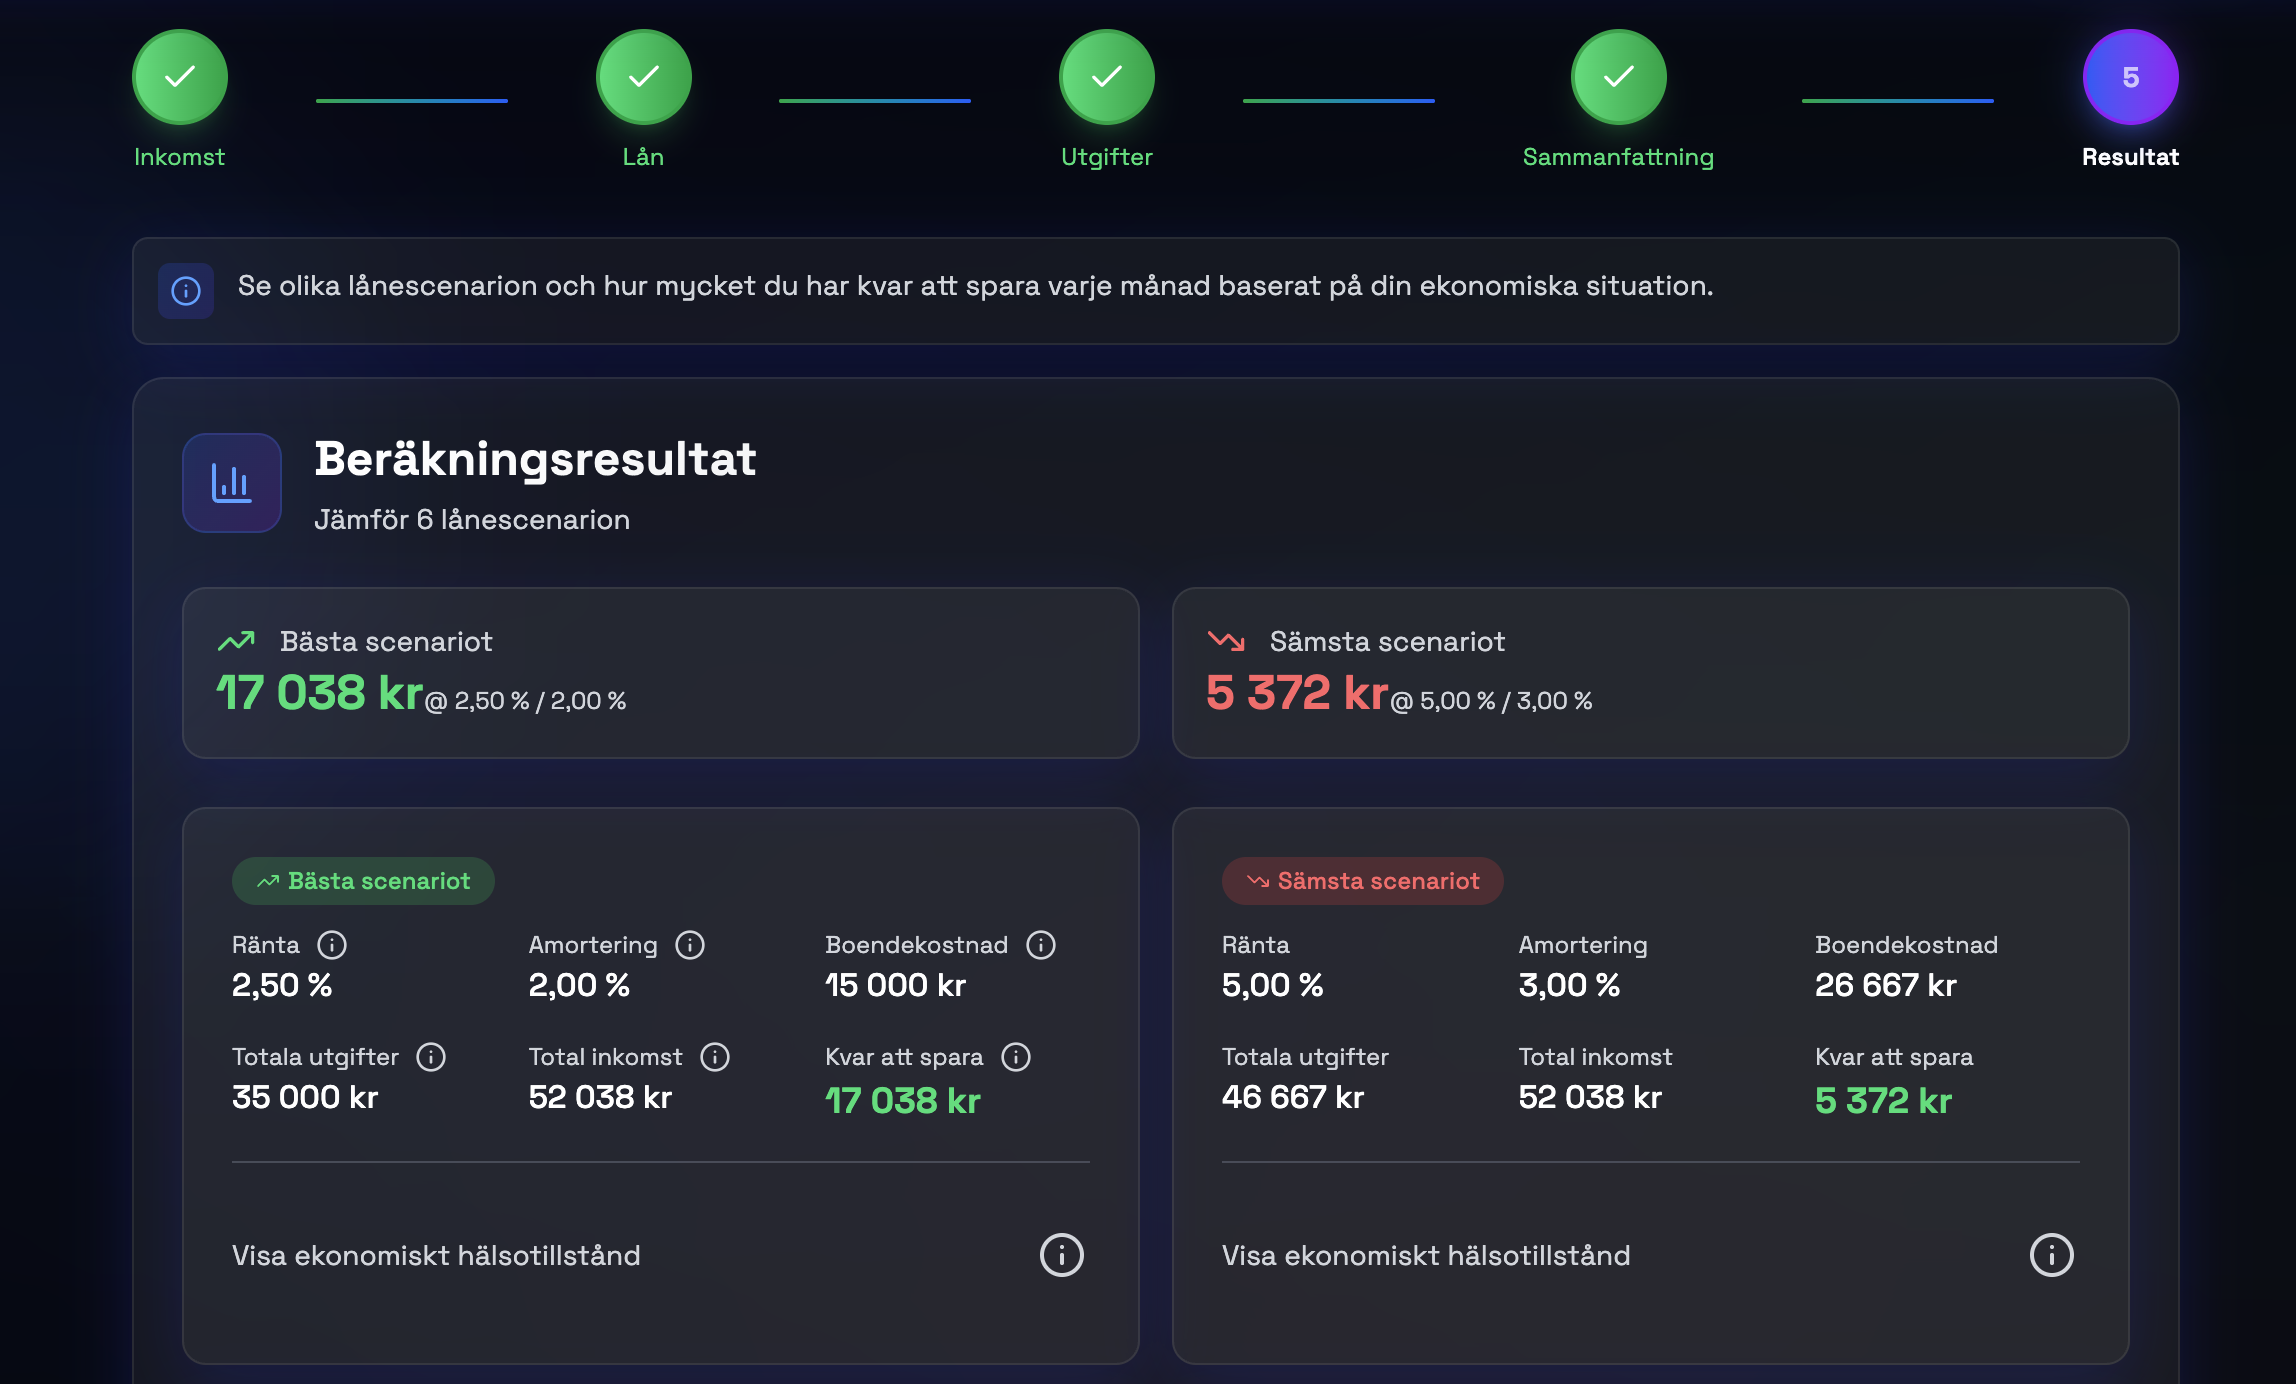 Inkomst
Lån
Utgifter
Sammanfattning
5
Resultat
Se olika lånescenarion och hur mycket du har kvar att spara varje månad baserat på din ekonomiska situation.
Beräkningsresultat
Jämför 6 lånescenarion
Bästa scenariot
17 038 kr@ 2,50 % / 2,00 %
Sämsta scenariot
5 372 kr@ 5,00 % / 3,00 %
Bästa scenariot
Ränta Amortering Boendekostnad
2,50 % 2,00 % 15 000 kr
Totala utgifter Total inkomst Kvar att spara
35 000 kr 52 038 kr 17 038 kr
Visa ekonomiskt hälsotillstånd
Sämsta scenariot
Ränta Amortering Boendekostnad
5,00 % 3,00 % 26 667 kr
Totala utgifter Total inkomst Kvar att spara
46 667 kr 52 038 kr 5 372 kr
Visa ekonomiskt hälsotillstånd